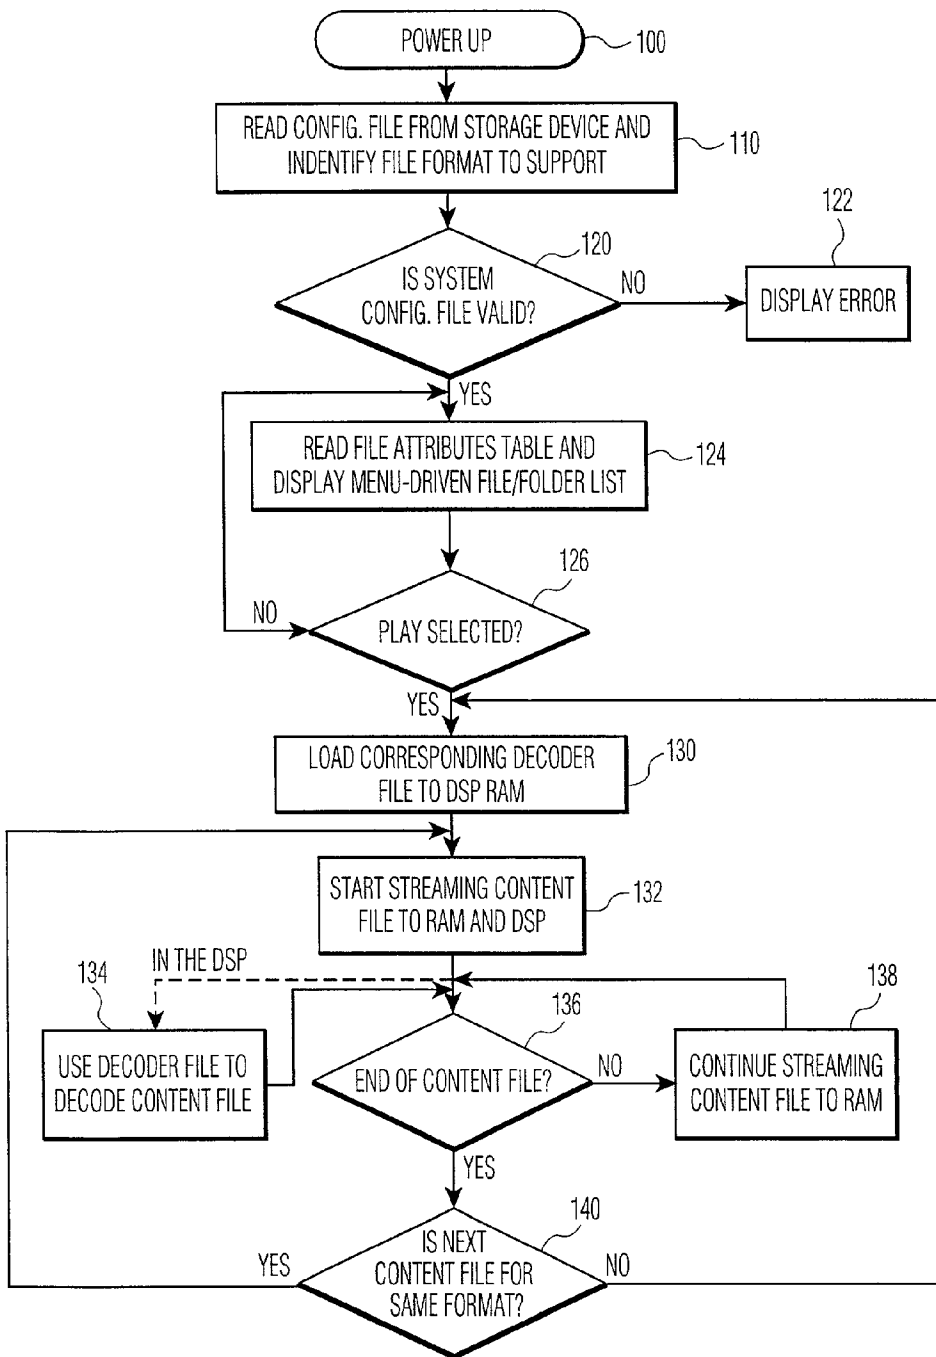 POWER UP
100
READ CONFIG. FILE FROM STORAGE DEVICE AND
INDENTIFY FILE FORMAT TO SUPPORT
110
122
120
IS SYSTEM
CONFIG. FILE VALID?
NO
DISPLAY ERROR
YES
READ FILE ATTRIBUTES TABLE AND
DISPLAY MENU-DRIVEN FILE/FOLDER LIST
124
126
NO
PLAY SELECTED?
YES
LOAD CORRESPONDING DECODER
FILE TO DSP RAM
130
START STREAMING CONTENT
FILE TO RAM AND DSP
132
IN THE DSP
134
136
138
USE DECODER FILE TO
DECODE CONTENT FILE
END OF CONTENT FILE?
NO
CONTINUE STREAMING
CONTENT FILE TO RAM
YES
140
YES
IS NEXT
CONTENT FILE FOR
SAME FORMAT?
NO